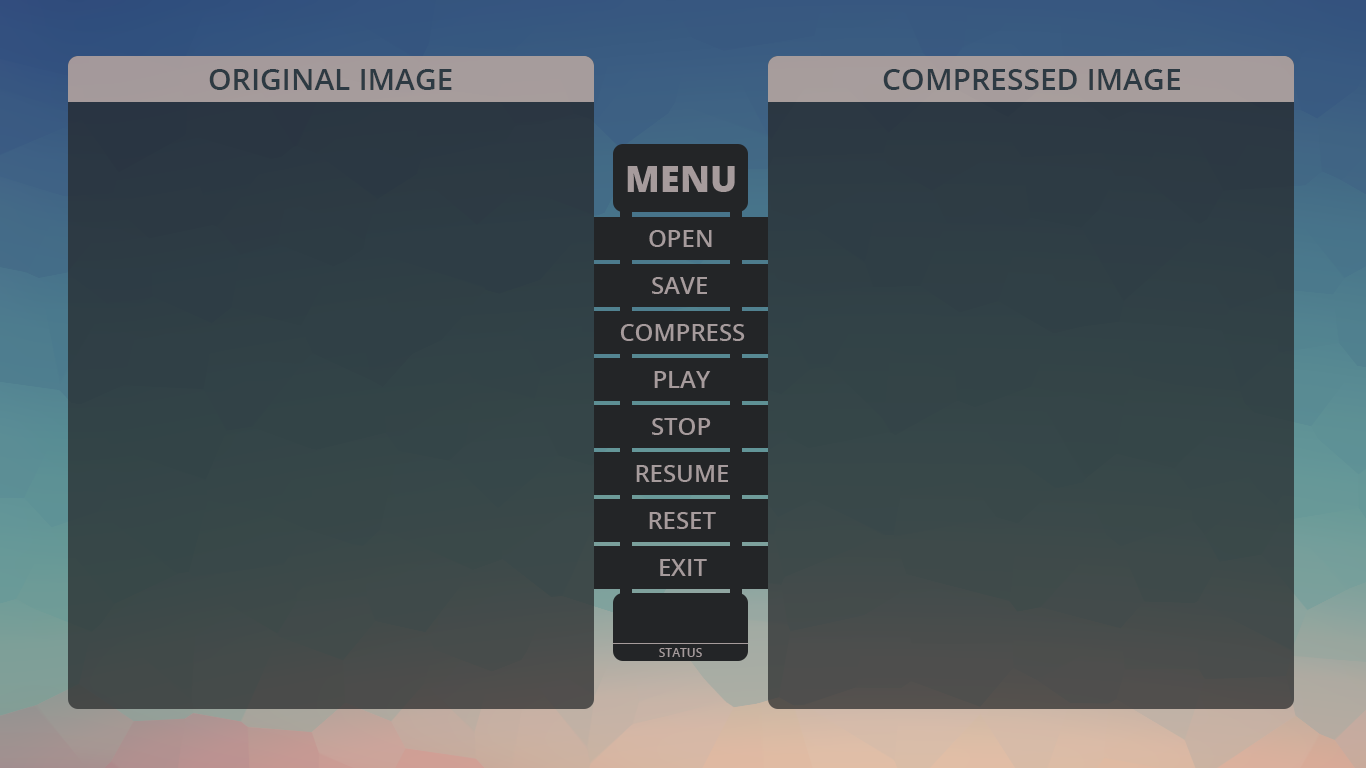 ORIGINAL IMAGE
COMPRESSED IMAGE
MENU
OPEN
SAVE
COMPRESS
PLAY
STOP
RESUME
RESET
EXIT
STATUS